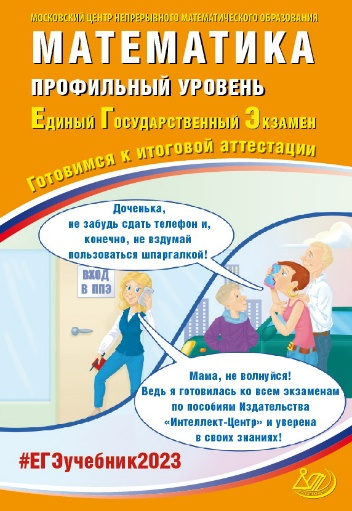 МОСКОВСКИЙ ЦЕНТР НЕПРЕРЫВНОГО МАТЕМАТИЧЕСКОГО ОБРАЗОВАНИЯ
МАТЕМАТИКА
ПРОФИЛЬНЫЙ УРОВЕНЬ
ЕДИНЫЙ ГОСУДАРСТВЕННЫЙ ЭКЗАМЕН
Готовимся к итоговой аттестации
Доченька,
не забудь сдать телефон и,
конечно, не вздумай
пользоваться шпаргалкой!
ВХОД
В ППЭ
Мама, не волнуйся!
Ведь я готовилась ко всем экзаменам
по пособиям Издательства
«Интеллект-Центр» и уверена
в своих знаниях!
#ЕГЭучебник2023